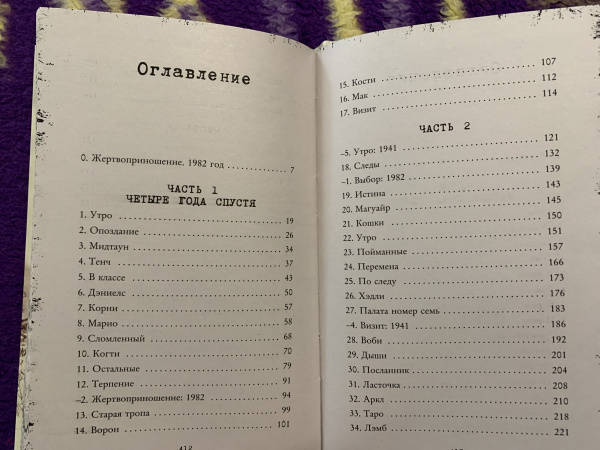 Оглавление
0. Жертвоприношение. 1982 год ........ 7
ЧАСТЬ 1
ЧЕТЫРЕ ГОДА СПУСТЯ
1. Утро ........ 19
2. Опоздание ........ 26
3. Мидтаун ........ 34
4. Тенч ........ 37
5. В классе ........ 43
6. Дэниелс ........ 50
7. Корни ........ 57
8. Марио ........ 58
9. Сломленный ........ 68
10. Когти ........ 70
11. Остальные ........ 79
12. Терпение ........ 91
–2. Жертвоприношение: 1982 ........ 94
13. Старая тропа ........ 99
14. Ворон ........ 101
15. Кости ........ 107
16. Мак ........ 112
17. Визит ........ 114
ЧАСТЬ 2
–5. Утро: 1941 ........ 121
18. Следы ........ 132
–1. Выбор: 1982 ........ 139
19. Истина ........ 143
20. Магуайр ........ 145
21. Кошки ........ 150
22. Утро ........ 151
23. Пойманные ........ 157
24. Перемена ........ 166
25. По следу ........ 173
26. Хэдли ........ 176
27. Палата номер семь ........ 183
–4. Визит: 1941 ........ 186
28. Воби ........ 192
29. Дыши ........ 201
30. Посланник ........ 204
31. Ласточка ........ 208
32. Аркл ........ 210
33. Таро ........ 218
34. Лэмб ........ 221